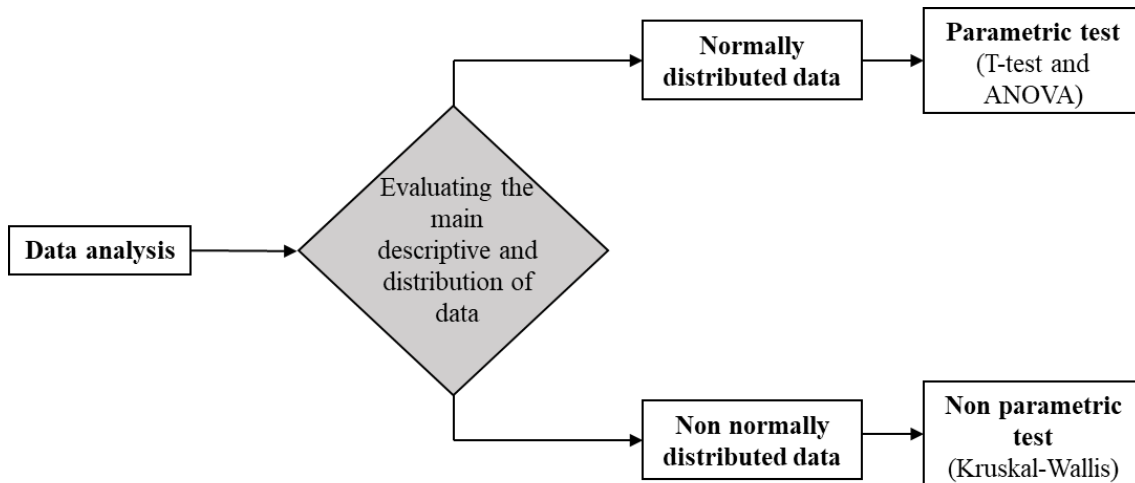 Data analysis
Evaluating the
main
descriptive and
distribution of
data
Normally
distributed data
Parametric test
(T-test and
ANOVA)
Non normally
distributed data
Non parametric
test
(Kruskal-Wallis)